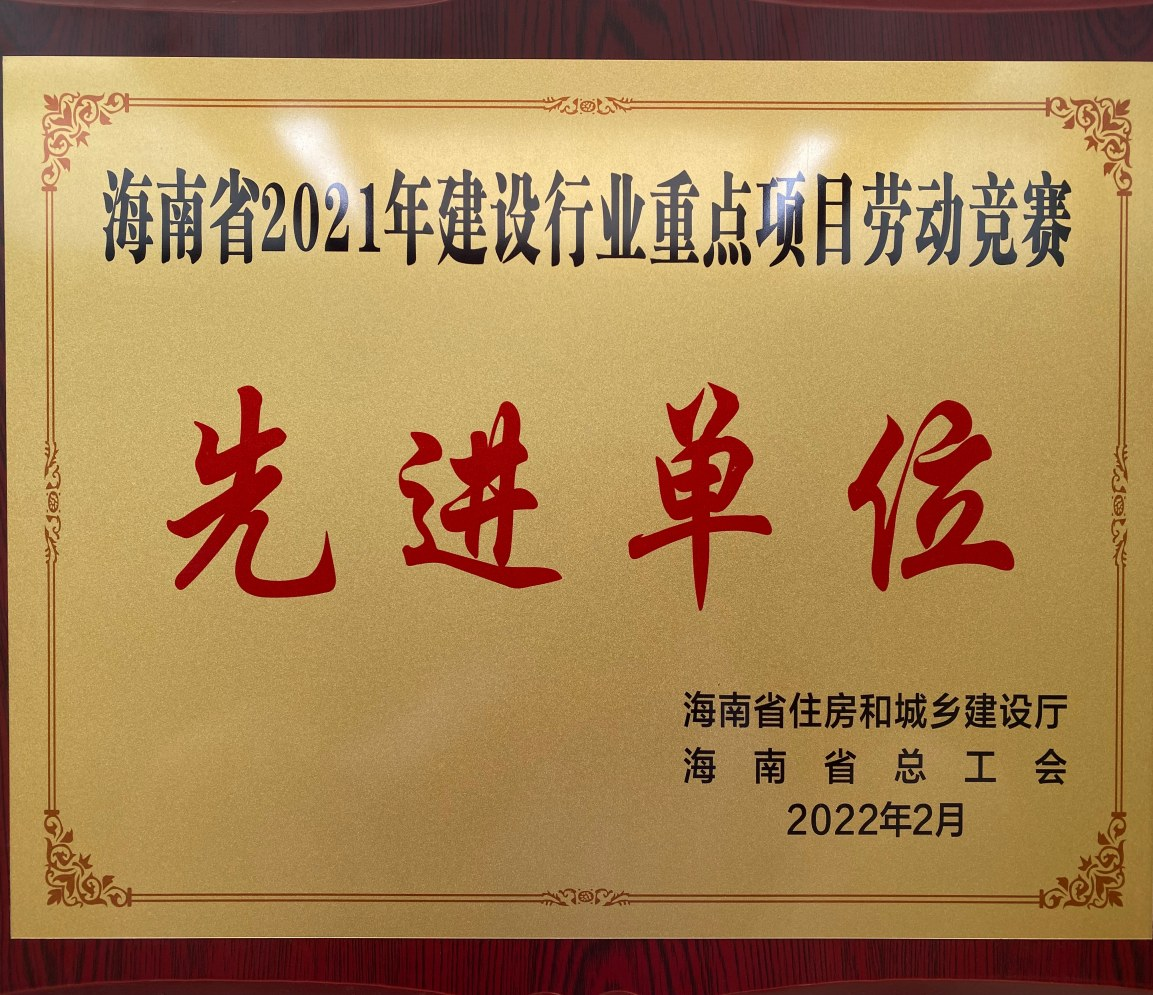 海南省2021年建设行业重点项目劳动竞赛
先进单位
海南省住房和城乡建设厅
海南省总工会
2022年2月